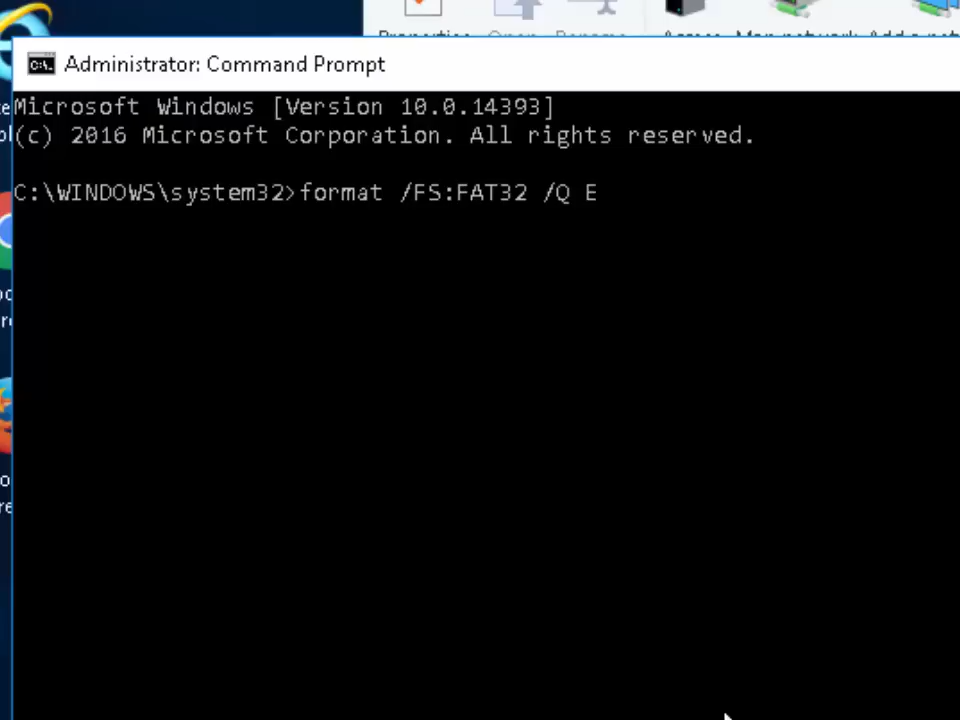 Administrator: Command Prompt
Microsoft Windows [Version 10.0.14393]
(c) 2016 Microsoft Corporation. All rights reserved.
C:\WINDOWS\system32>format /FS:FAT32 /Q E